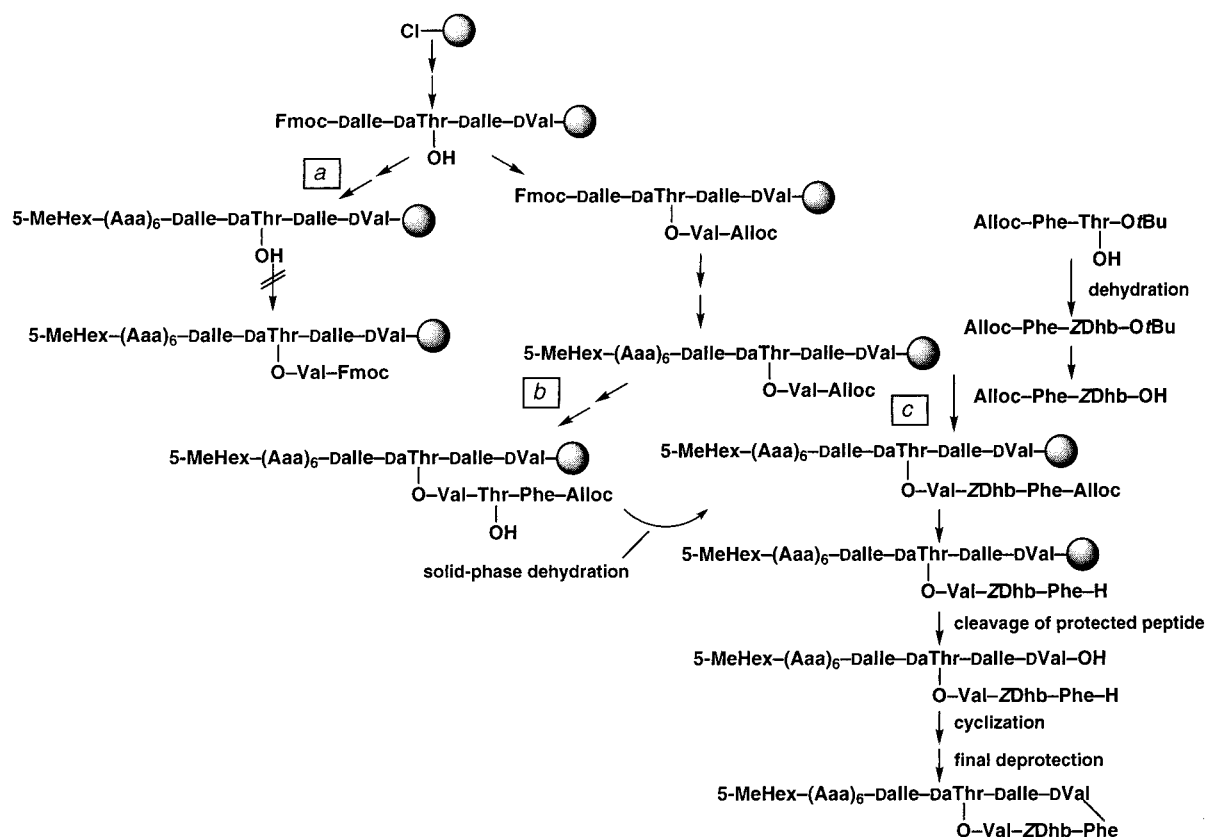 Cl
Fmoc–DaIle–DaThr–DaIle–DVal
OH
a
5-MeHex–(Aaa)6–DaIle–DaThr–DaIle–DVal
OH
5-MeHex–(Aaa)6–DaIle–DaThr–DaIle–DVal
O–Val–Fmoc
Fmoc–DaIle–DaThr–DaIle–DVal
O–Val–Alloc
5-MeHex–(Aaa)6–DaIle–DaThr–DaIle–DVal
O–Val–Alloc
b
5-MeHex–(Aaa)6–DaIle–DaThr–DaIle–DVal
O–Val–Thr–Phe–Alloc
OH
solid-phase dehydration
Alloc–Phe–Thr–OtBu
OH
dehydration
Alloc–Phe–ZDhb–OtBu
Alloc–Phe–ZDhb–OH
c
5-MeHex–(Aaa)6–DaIle–DaThr–DaIle–DVal
O–Val–ZDhb–Phe–Alloc
5-MeHex–(Aaa)6–DaIle–DaThr–DaIle–DVal
O–Val–ZDhb–Phe–H
cleavage of protected peptide
5-MeHex–(Aaa)6–DaIle–DaThr–DaIle–DVal–OH
O–Val–ZDhb–Phe–H
cyclization
final deprotection
5-MeHex–(Aaa)6–DaIle–DaThr–DaIle–DVal
O–Val–ZDhb–Phe